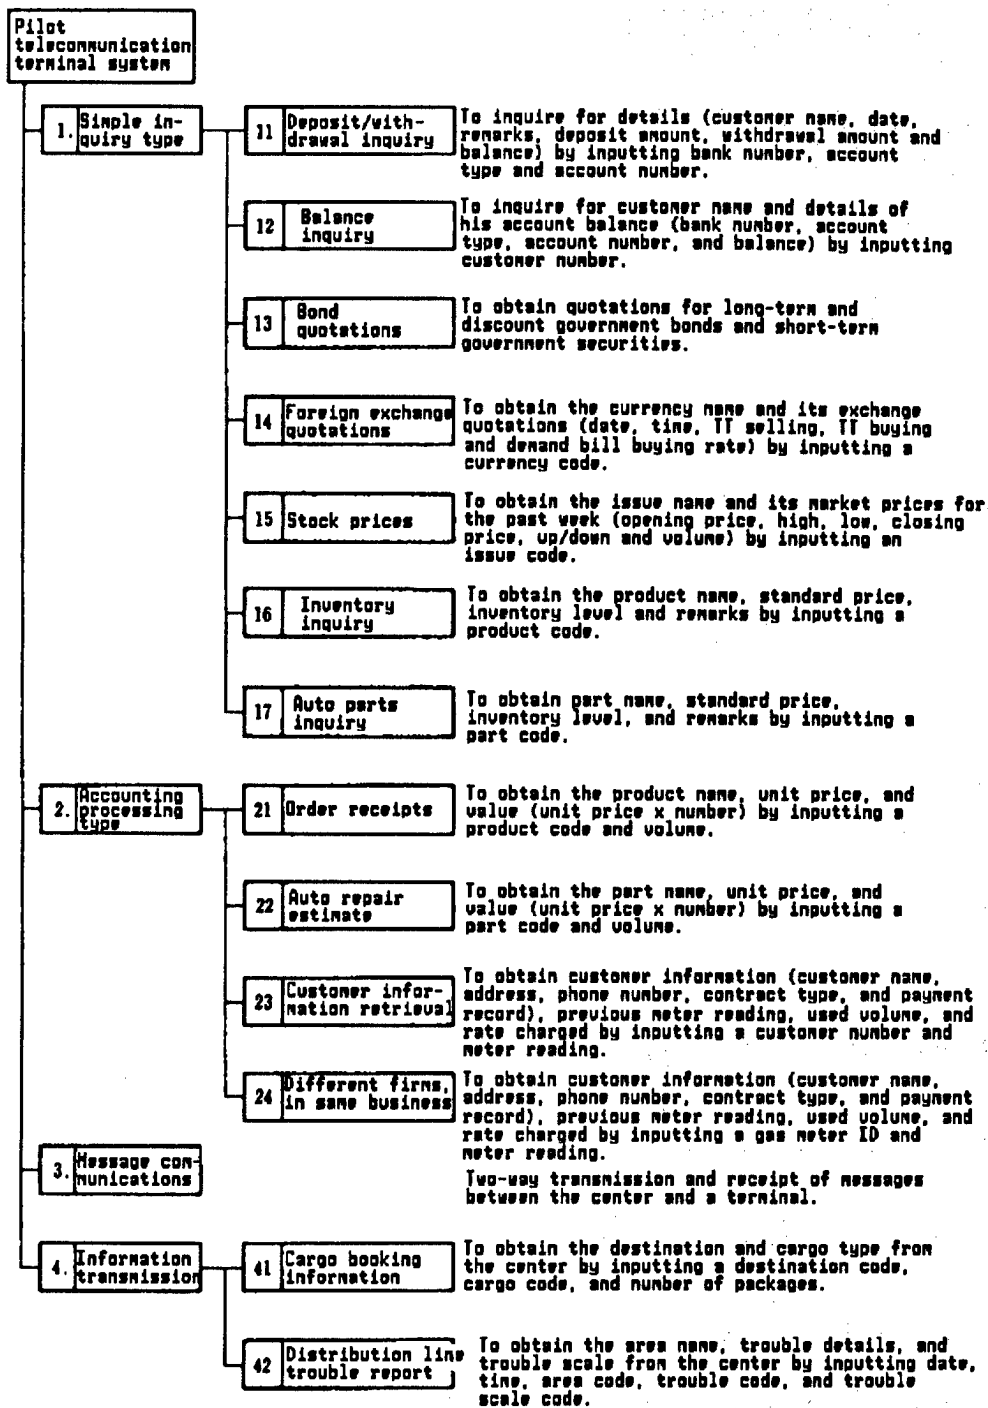 Pilot
telecommunication
terminal system
1. Simple in-
quiry type
11 Deposit/with-
drawal inquiry
To inquire for details (customer name, date,
remarks, deposit amount, withdrawal amount and
balance) by inputting bank number, account
type and account number.
12 Balance
inquiry
To inquire for customer name and details of
his account balance (bank number, account
type, account number, and balance) by inputting
customer number.
13 Bond
quotations
To obtain quotations for long-term and
discount government bonds and short-term
government securities.
14 Foreign exchange
quotations
To obtain the currency name and its exchange
quotations (date, time, TT selling, TT buying
and demand bill buying rate) by inputting a
currency code.
15 Stock prices
To obtain the issue name and its market prices for
the past week (opening price, high, low, closing
price, up/down and volume) by inputting an
issue code.
16 Inventory
inquiry
To obtain the product name, standard price,
inventory level and remarks by inputting a
product code.
17 Auto parts
inquiry
To obtain part name, standard price,
inventory level, and remarks by inputting a
part code.
2. Accounting
processing
type
21 Order receipts
To obtain the product name, unit price, and
value (unit price x number) by inputting a
product code and volume.
22 Auto repair
estimate
To obtain the part name, unit price, and
value (unit price x number) by inputting a
part code and volume.
23 Customer infor-
mation retrieval
To obtain customer information (customer name,
address, phone number, contract type, and payment
record), previous meter reading, used volume, and
rate charged by inputting a customer number and
meter reading.
24 Different firms,
in same business
To obtain customer information (customer name,
address, phone number, contract type, and payment
record), previous meter reading, used volume, and
rate charged by inputting a gas meter ID and
meter reading.
3. Message com-
munications
Two-way transmission and receipt of messages
between the center and a terminal.
4. Information
transmission
41 Cargo booking
information
To obtain the destination and cargo type from
the center by inputting a destination code,
cargo code, and number of packages.
42 Distribution line
trouble report
To obtain the area name, trouble details, and
trouble scale from the center by inputting date,
time, area code, trouble code, and trouble
scale code.